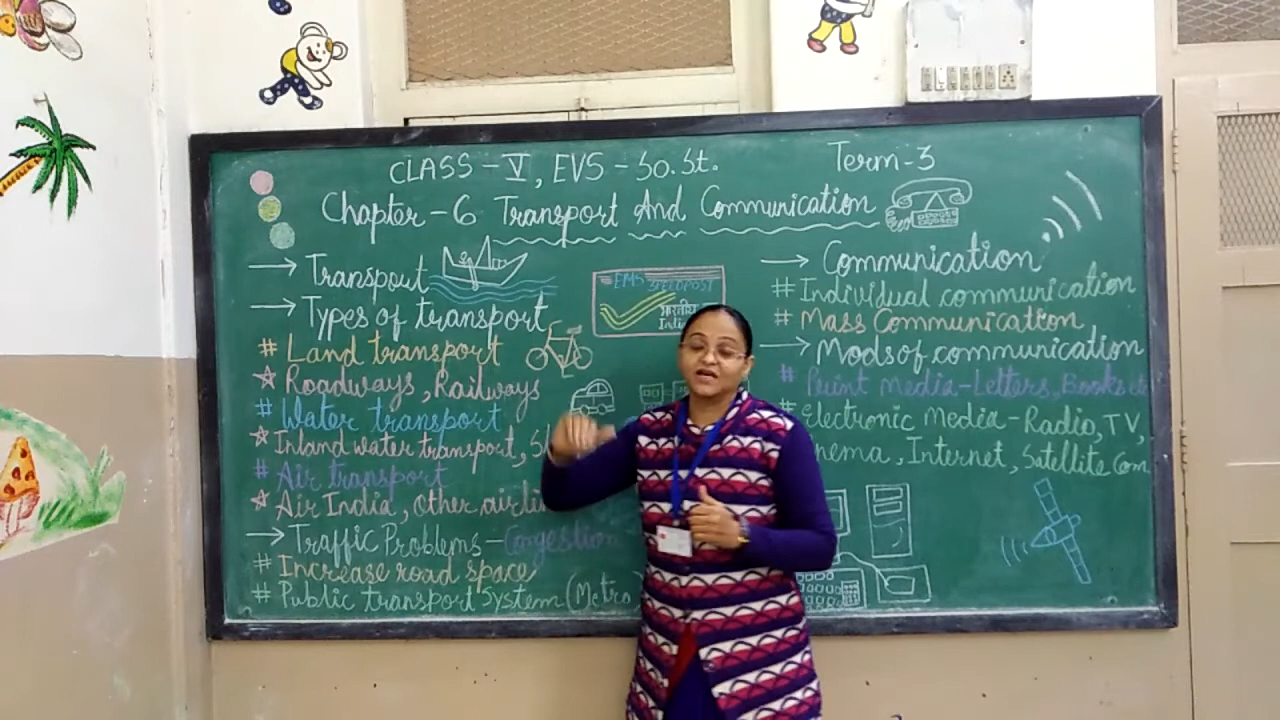 CLASS - V, EVS - So.St.
Term-3
Chapter-6 Transport And Communication
→ Transport
→ Types of transport
# Land transport
☆ Roadways, Railways
# Water transport
☆ Inland water transport,
# Air transport
☆ Air India, Other
→ Traffic Problems - Congestion
# Increase road space
# Public transport System (Metro
EMS SPEEDPOST
भारतीय
→ Communication
# Individual communication
# Mass Communication
→ Mods of communication
# Print Media - Letters, Books etc
# Electronic Media - Radio, TV,
Internet, Satellite Com